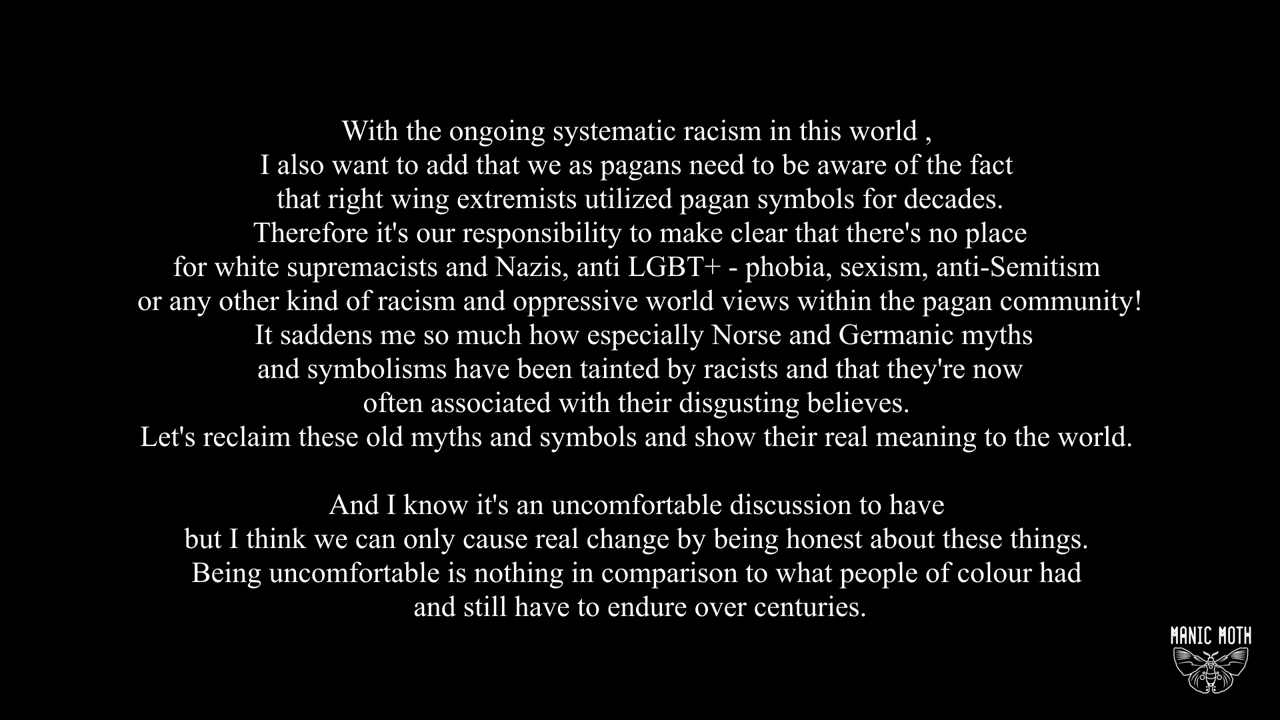 With the ongoing systematic racism in this world ,
I also want to add that we as pagans need to be aware of the fact
that right wing extremists utilized pagan symbols for decades.
Therefore it's our responsibility to make clear that there's no place
for white supremacists and Nazis, anti LGBT+ - phobia, sexism, anti-Semitism
or any other kind of racism and oppressive world views within the pagan community!
It saddens me so much how especially Norse and Germanic myths
and symbolisms have been tainted by racists and that they're now
often associated with their disgusting believes.
Let's reclaim these old myths and symbols and show their real meaning to the world.
And I know it's an uncomfortable discussion to have
but I think we can only cause real change by being honest about these things.
Being uncomfortable is nothing in comparison to what people of colour had
and still have to endure over centuries.
MANIC MOTH